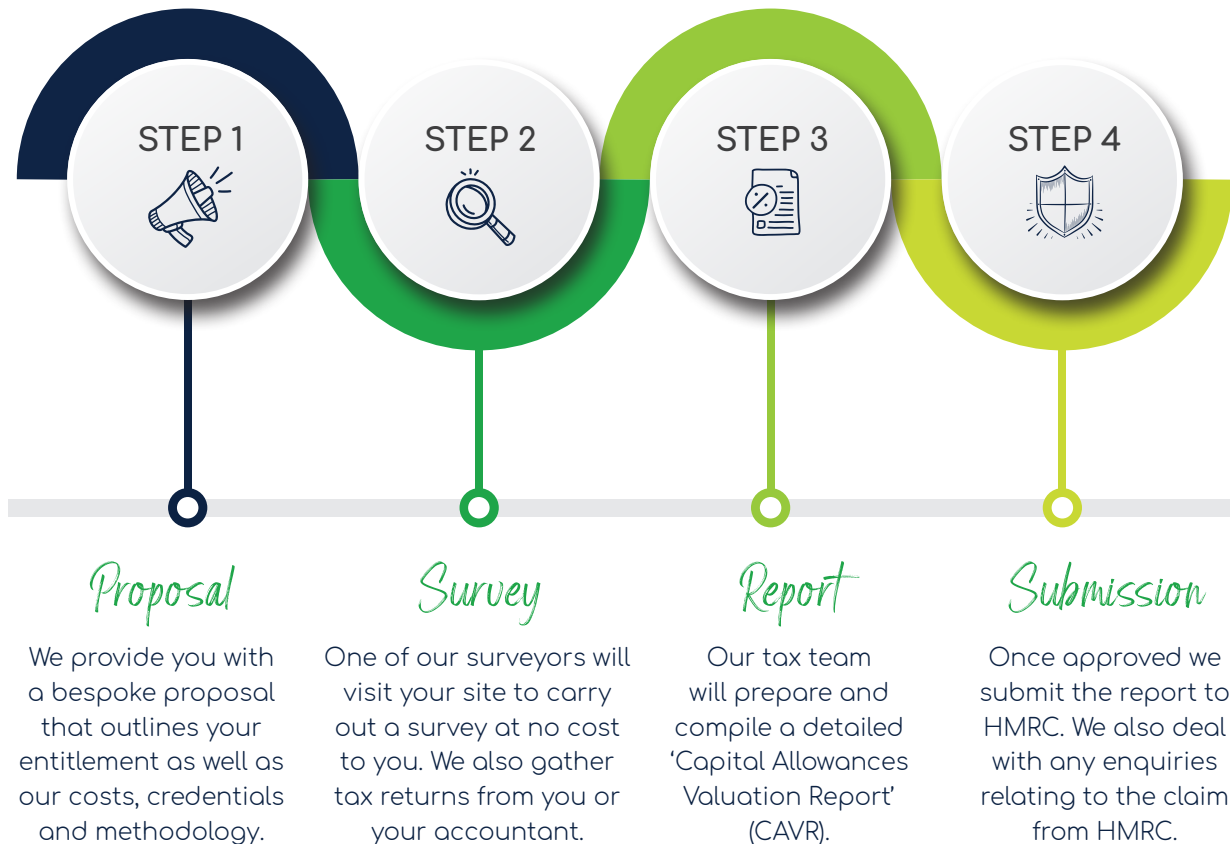 STEP 1
STEP 2
STEP 3
STEP 4
Proposal
We provide you with
a bespoke proposal
that outlines your
entitlement as well as
our costs, credentials
and methodology.
Survey
One of our surveyors will
visit your site to carry
out a survey at no cost
to you. We also gather
tax returns from you or
your accountant.
Report
Our tax team
will prepare and
compile a detailed
‘Capital Allowances
Valuation Report’
(CAVR).
Submission
Once approved we
submit the report to
HMRC. We also deal
with any enquiries
relating to the claim
from HMRC.